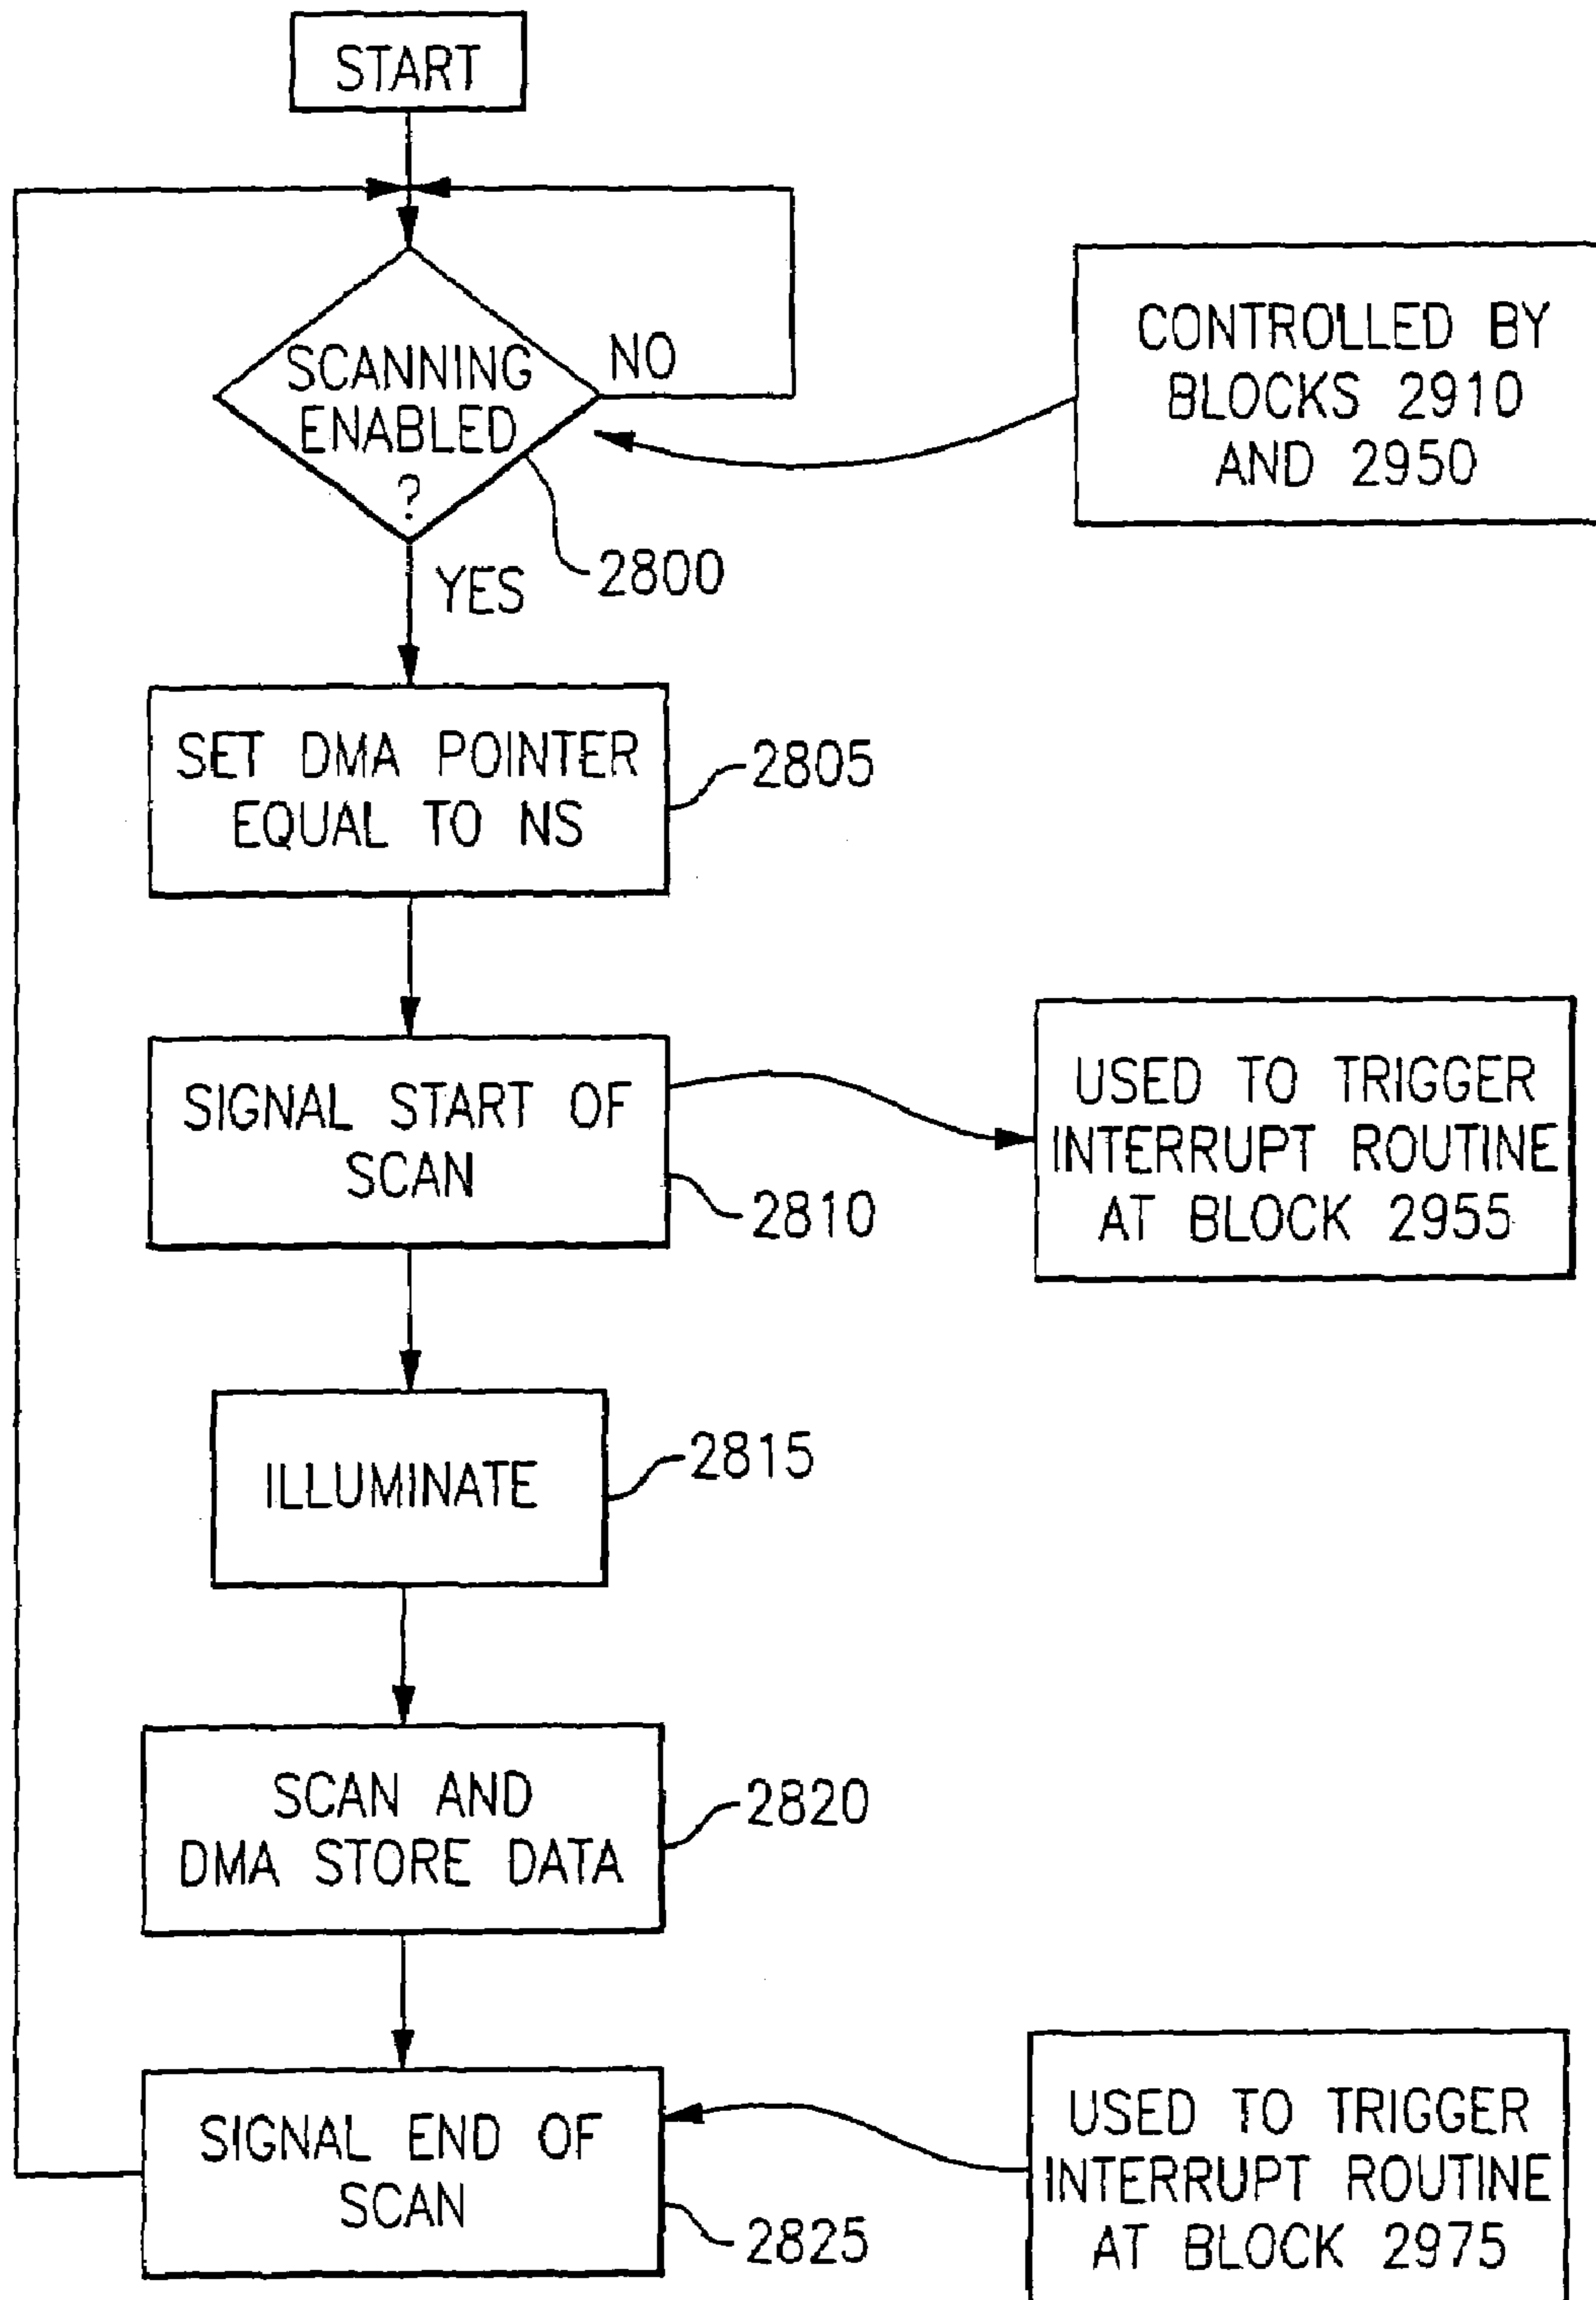 START
SCANNING
ENABLED
?
NO
YES
2800
CONTROLLED BY
BLOCKS 2910
AND 2950
SET DMA POINTER
EQUAL TO NS
2805
SIGNAL START OF
SCAN
2810
USED TO TRIGGER
INTERRUPT ROUTINE
AT BLOCK 2955
ILLUMINATE
2815
SCAN AND
DMA STORE DATA
2820
SIGNAL END OF
SCAN
2825
USED TO TRIGGER
INTERRUPT ROUTINE
AT BLOCK 2975